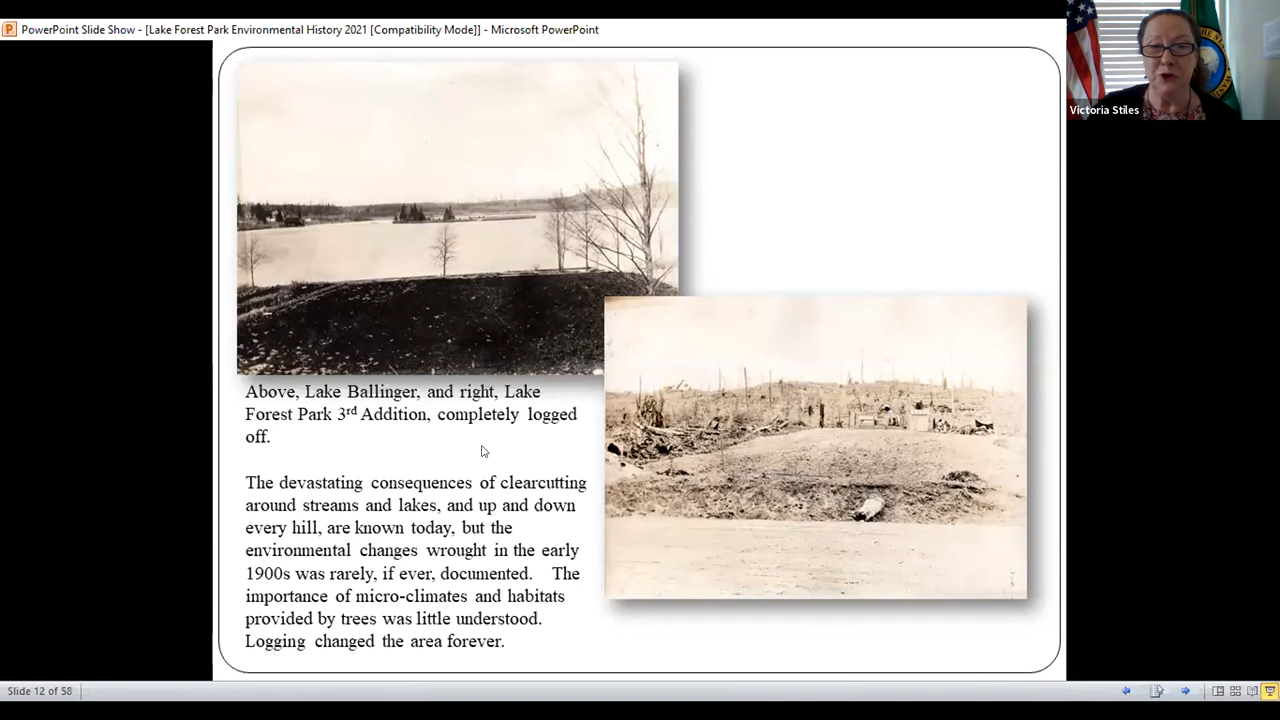 PowerPoint Slide Show - [Lake Forest Park Environmental History 2021 [Compatibility Mode]] - Microsoft PowerPoint
Victoria Stiles
Above, Lake Ballinger, and right, Lake
Forest Park 3rd Addition, completely logged
off.
The devastating consequences of clearcutting
around streams and lakes, and up and down
every hill, are known today, but the
environmental changes wrought in the early
1900s was rarely, if ever, documented. The
importance of micro-climates and habitats
provided by trees was little understood.
Logging changed the area forever.
Slide 12 of 58